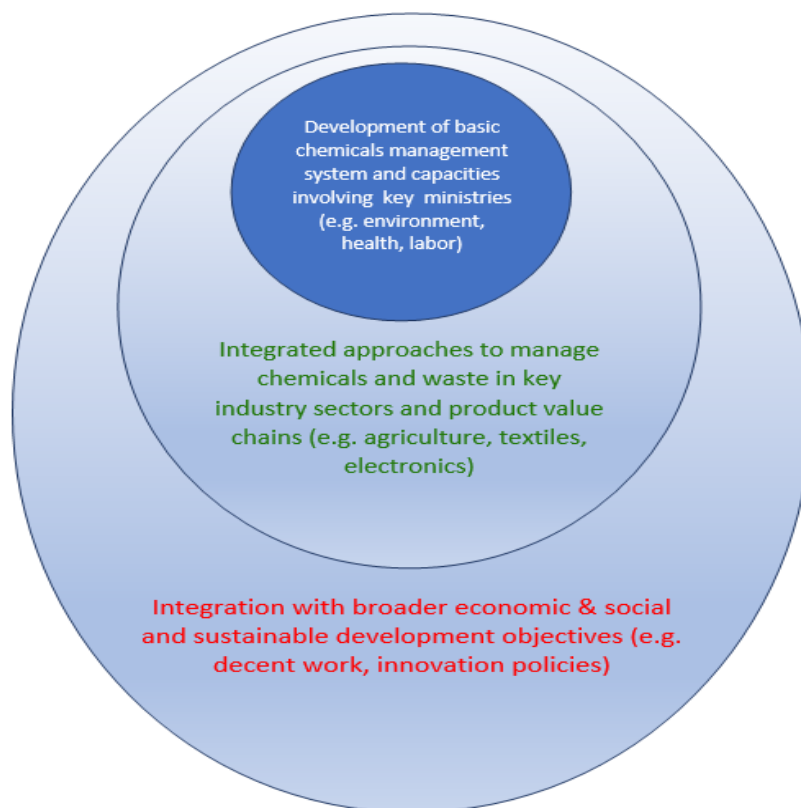 Development of basic
chemicals management
system and capacities
involving key ministries
(e.g. environment,
health, labor)
Integrated approaches to manage
chemicals and waste in key
industry sectors and product value
chains (e.g. agriculture, textiles,
electronics)
Integration with broader economic & social
and sustainable development objectives (e.g.
decent work, innovation policies)